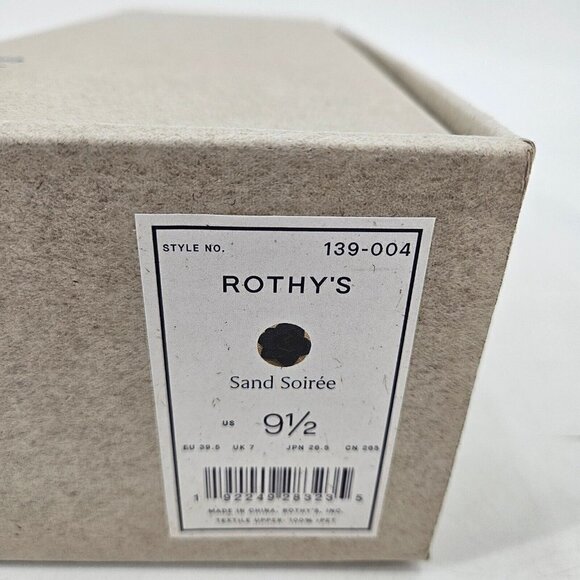 STYLE NO. 139-004
ROTHY'S
Sand Soirée
US 9½
EU 39.5 UK 7 JPN 26.5 CN 265
1 92249 28323 5
MADE IN CHINA. ROTHY'S, INC.
TEXTILE UPPER: 100% rPET